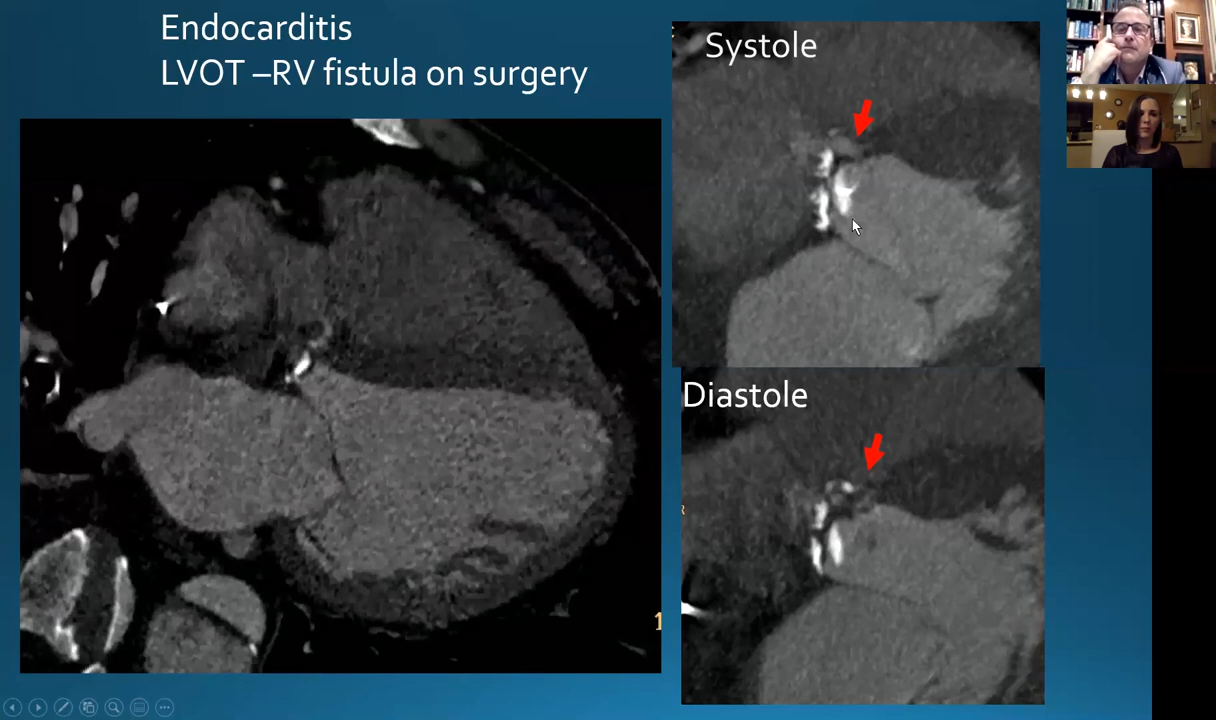 Endocarditis
LVOT –RV fistula on surgery
Systole
Diastole
R
1